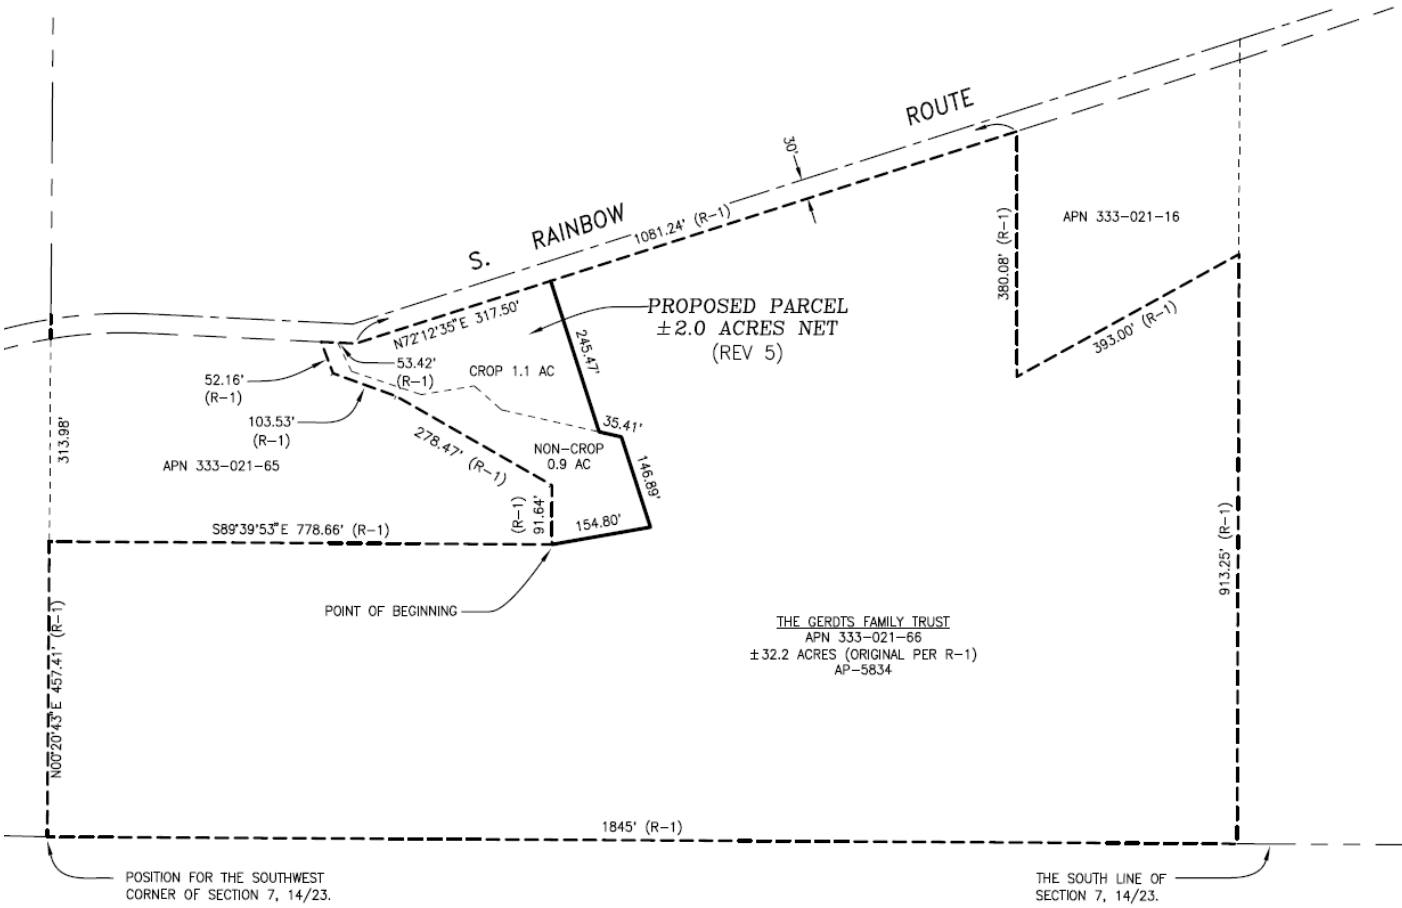 ROUTE
30'
S. RAINBOW
1081.24' (R-1)
APN 333-021-16
380.08' (R-1)
393.00' (R-1)
PROPOSED PARCEL
±2.0 ACRES NET
(REV 5)
N72°12'35"E 317.50'
245.47'
53.42'
(R-1)
CROP 1.1 AC
52.16'
(R-1)
103.53'
(R-1)
35.41'
313.98'
278.47' (R-1)
NON-CROP
0.9 AC
146.89'
APN 333-021-65
91.64'
(R-1)
154.80'
S89°39'53"E 778.66' (R-1)
913.25' (R-1)
POINT OF BEGINNING
THE GERDTS FAMILY TRUST
APN 333-021-66
±32.2 ACRES (ORIGINAL PER R-1)
AP-5834
N00°20'43"E 457.41' (R-1)
1845' (R-1)
POSITION FOR THE SOUTHWEST
CORNER OF SECTION 7, 14/23.
THE SOUTH LINE OF
SECTION 7, 14/23.